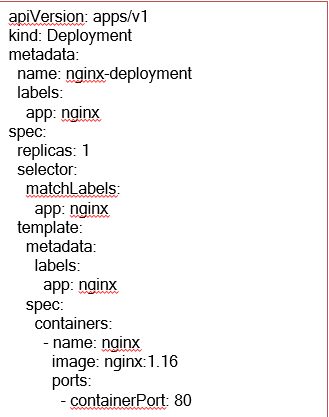 apiVersion: apps/v1
kind: Deployment
metadata:
  name: nginx-deployment
  labels:
    app: nginx
spec:
  replicas: 1
  selector:
    matchLabels:
      app: nginx
  template:
    metadata:
      labels:
        app: nginx
    spec:
      containers:
        - name: nginx
          image: nginx:1.16
          ports:
            - containerPort: 80